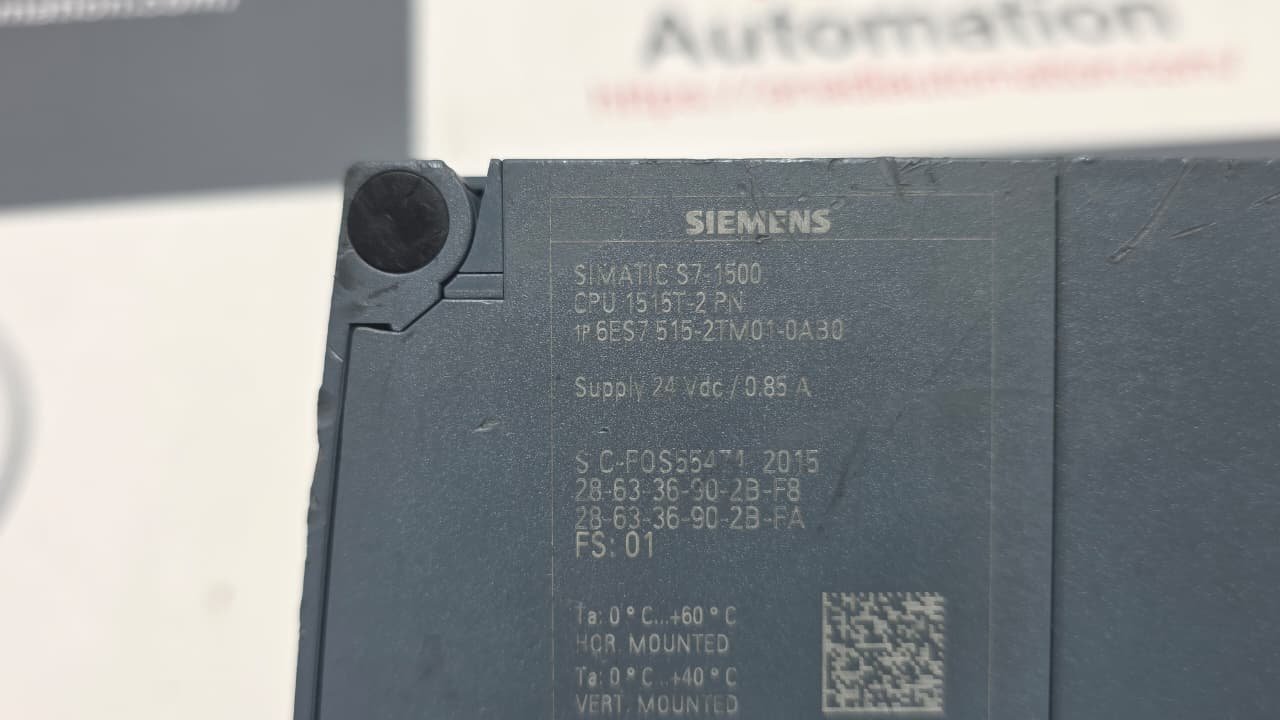 Automation
SIEMENS
SIMATIC S7-1500
CPU 1515T-2 PN
1P 6ES7 515-2TM01-0AB0
Supply 24 Vdc / 0.85 A
S C-F0S55471 2015
28-63-36-90-2B-F8
28-63-36-90-2B-FA
FS: 01
Ta: 0°C...+60°C
HOR. MOUNTED
Ta: 0°C...+40°C
VERT. MOUNTED